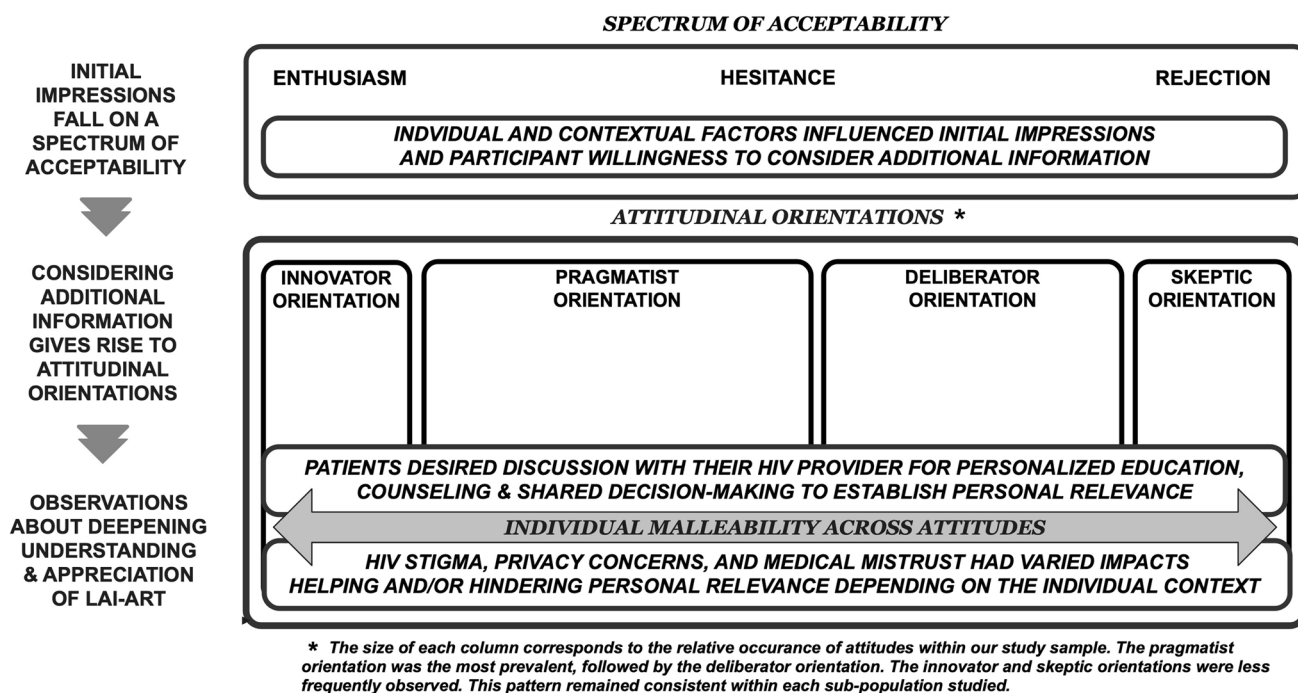 SPECTRUM OF ACCEPTABILITY
INITIAL
IMPRESSIONS
FALL ON A
SPECTRUM OF
ACCEPTABILITY
ENTHUSIASM HESITANCE REJECTION
INDVIDUAL AND CONTEXTUAL FACTORS INFLUENCED INITIAL IMPRESSIONS
AND PARTICIPANT WILLINGNESS TO CONSIDER ADDITIONAL INFORMATION
ATTITUDINAL ORIENTATIONS *
CONSIDERING
ADDITIONAL
INFORMATION
GIVES RISE TO
ATTITUDINAL
ORIENTATIONS
INNOVATOR
ORIENTATION
PRAGMATIST
ORIENTATION
DELIBERATOR
ORIENTATION
SKEPTIC
ORIENTATION
OBSERVATIONS
ABOUT DEEPENING
UNDERSTANDING
& APPRECIATION
OF LAI-ART
PATIENTS DESIRED DISCUSSION WITH THEIR HIV PROVIDER FOR PERSONALIZED EDUCATION,
COUNSELING & SHARED DECISION-MAKING TO ESTABLISH PERSONAL RELEVANCE
INDIVIDUAL MALLEABILITY ACROSS ATTITUDES
HIV STIGMA, PRIVACY CONCERNS, AND MEDICAL MISTRUST HAD VARIED IMPACTS
HELPING AND/OR HINDERING PERSONAL RELEVANCE DEPENDING ON THE INDIVIDUAL CONTEXT
* The size of each column corresponds to the relative occurance of attitudes within our study sample. The pragmatist
orientation was the most prevalent, followed by the deliberator orientation. The innovator and skeptic orientations were less
frequently observed. This pattern remained consistent within each sub-population studied.